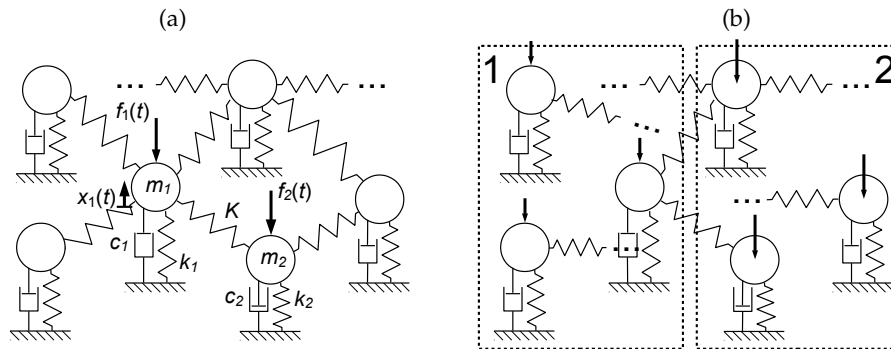 (a)
(b)
f₁(t)
x₁(t)
m₁
K
f₂(t)
c₁
k₁
m₂
c₂
k₂
1
2